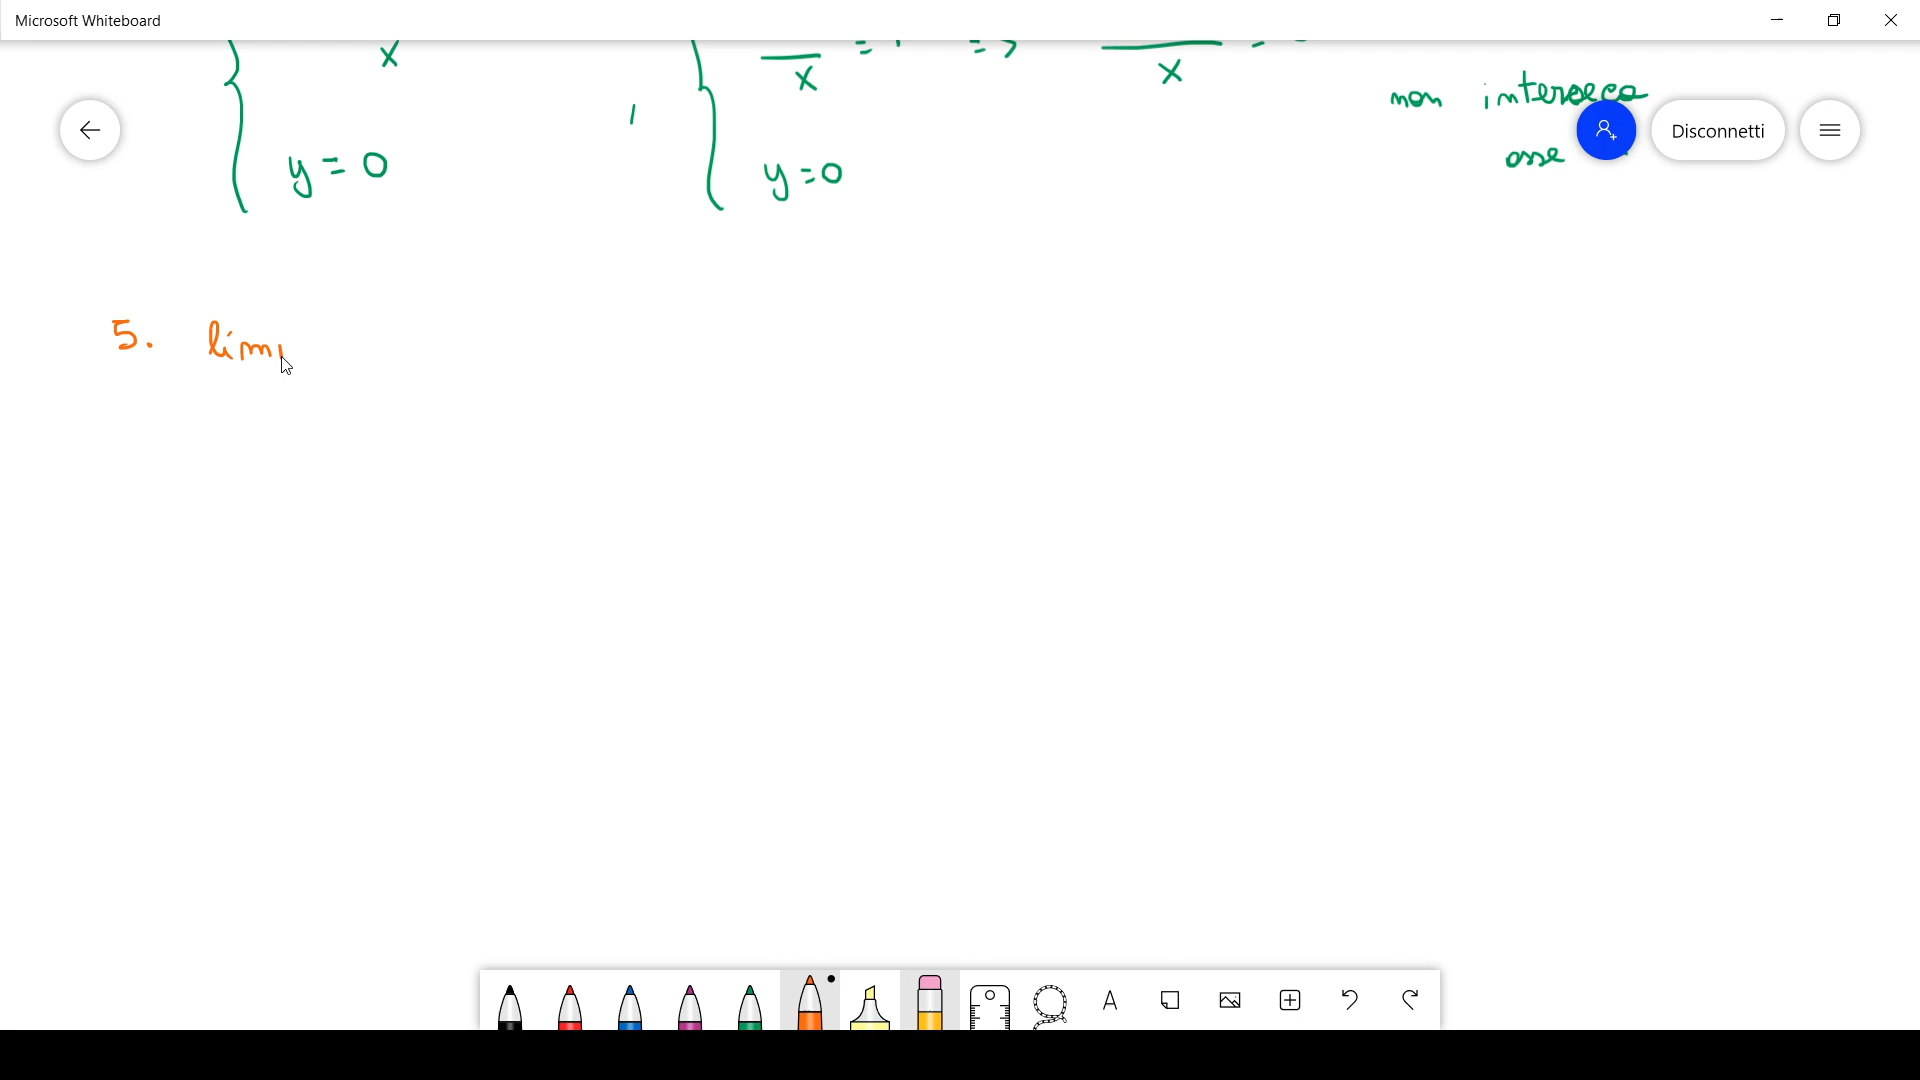 Microsoft Whiteboard
x
x
x
non interseca
Disconnetti
asse
y = 0
y = 0
5. lim